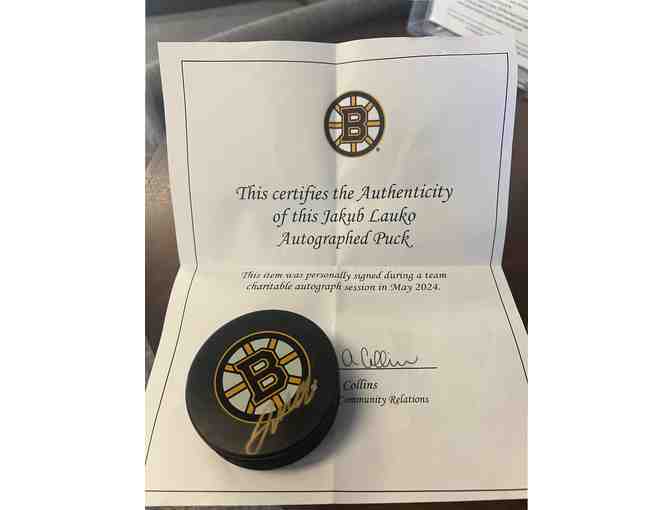 B
This certifies the Authenticity
of this Jakub Lauko
Autographed Puck
This item was personally signed during a team
charitable autograph session in May 2024.
Collins
Community Relations
B